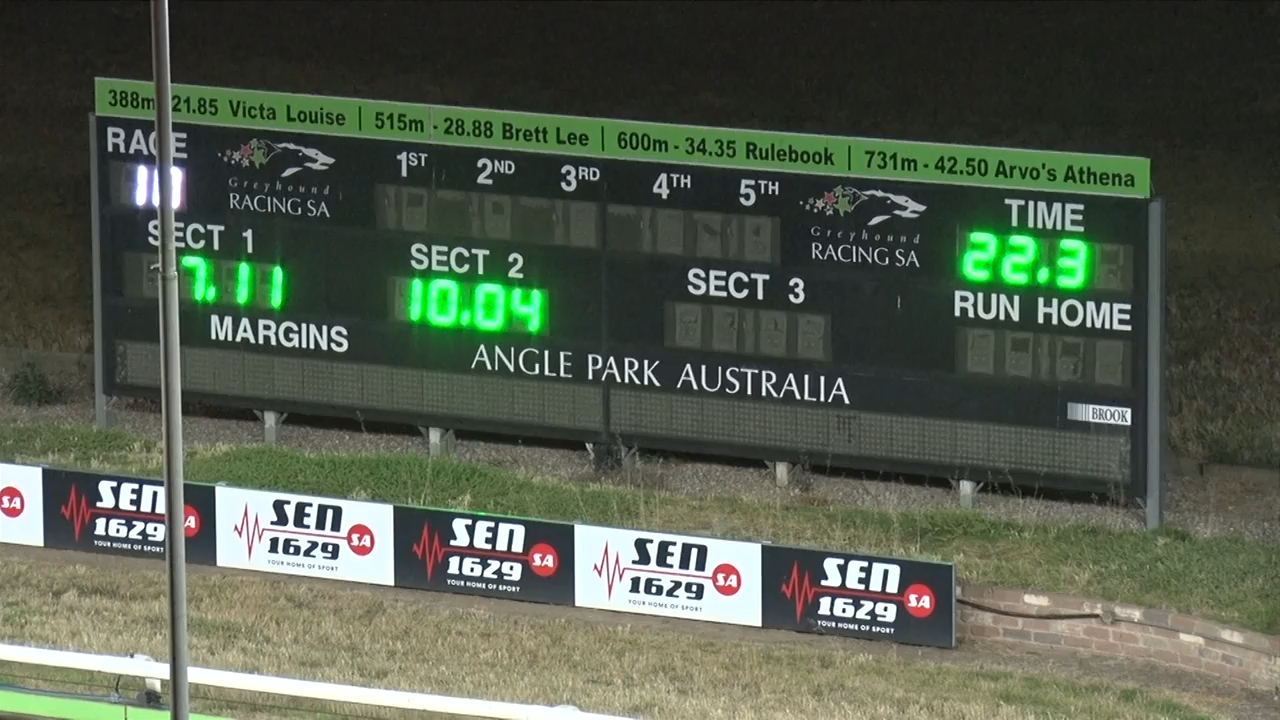 388m 21.85 Victa Louise | 515m - 28.88 Brett Lee | 600m - 34.35 Rulebook | 731m - 42.50 Arvo's Athena
RACE
Greyhound
RACING SA
1ST 2ND 3RD 4TH 5TH
Greyhound
RACING SA
TIME
22.3
SECT 1
7.11
SECT 2
10.04
SECT 3
RUN HOME
MARGINS
ANGLE PARK AUSTRALIA
BROOK
SA
SEN
1629
YOUR HOME OF SPORT
SEN
1629 SA
YOUR HOME OF SPORT
SEN
1629 SA
YOUR HOME OF SPORT
SEN
1629 SA
YOUR HOME OF SPORT
SEN
1629 SA
YOUR HOME OF SPORT